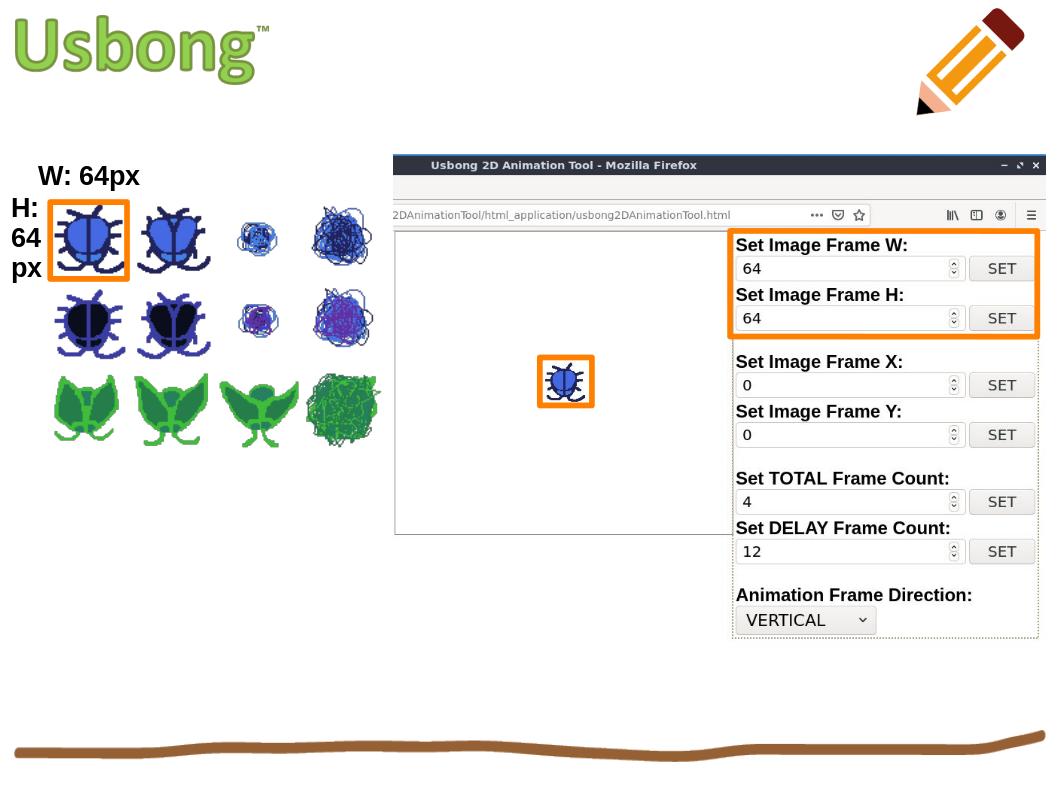 Usbong™
W: 64px
H:
64
px
Usbong 2D Animation Tool - Mozilla Firefox
2DAnimationTool/html_application/usbong2DAnimationTool.html
Set Image Frame W:
64 SET
Set Image Frame H:
64 SET
Set Image Frame X:
0 SET
Set Image Frame Y:
0 SET
Set TOTAL Frame Count:
4 SET
Set DELAY Frame Count:
12 SET
Animation Frame Direction:
VERTICAL